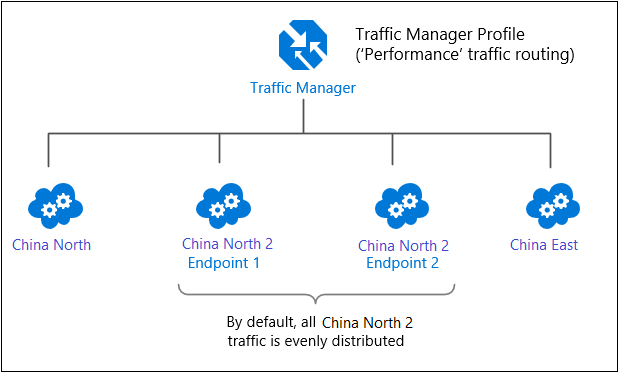 Traffic Manager Profile
(‘Performance’ traffic routing)
Traffic Manager
China North
China North 2
Endpoint 1
China North 2
Endpoint 2
China East
By default, all China North 2
traffic is evenly distributed